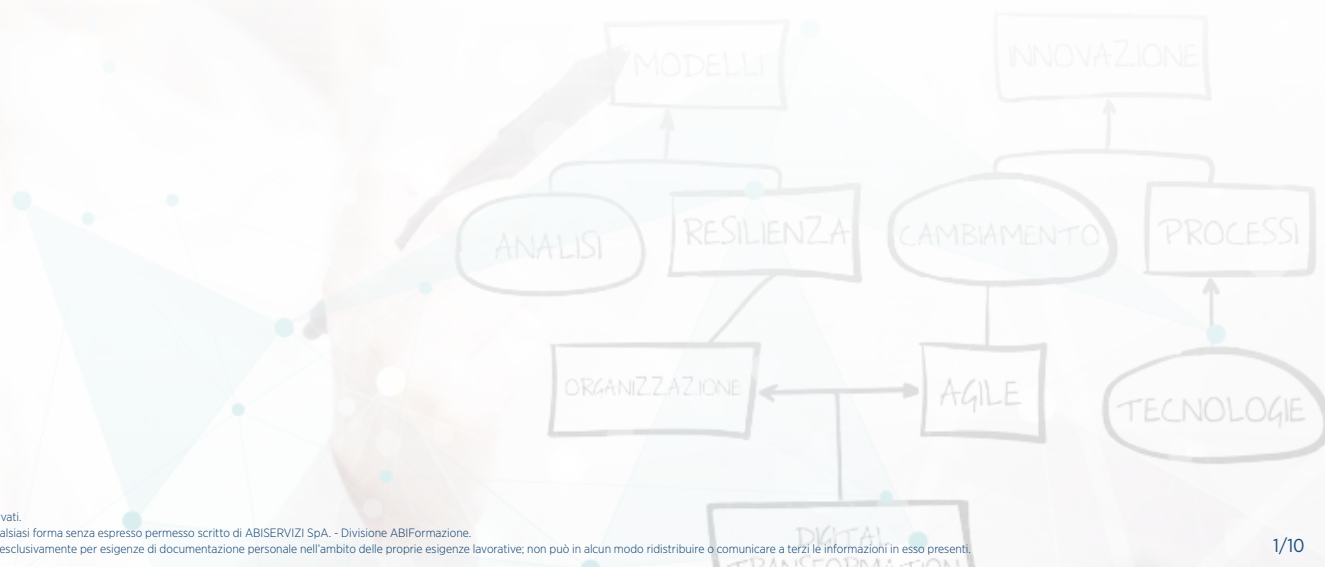 MODELLI
INNOVAZIONE
ANALISI
RESILIENZA
CAMBIAMENTO
PROCESSI
ORGANIZZAZIONE
AGILE
TECNOLOGIE
DIGITAL
TRANSFORMATION
vati.
alsiasi forma senza espresso permesso scritto di ABISERVIZI SpA. - Divisione ABIFormazione.
esclusivamente per esigenze di documentazione personale nell'ambito delle proprie esigenze lavorative; non può in alcun modo ridistribuire o comunicare a terzi le informazioni in esso presenti.
1/10